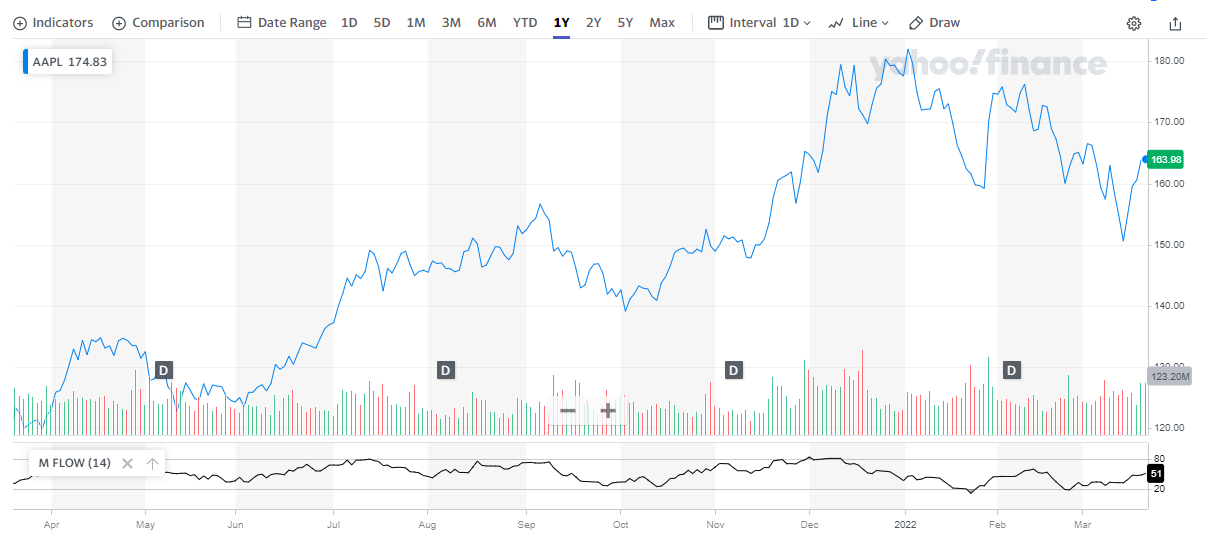 Indicators Comparison Date Range 1D 5D 1M 3M 6M YTD 1Y 2Y 5Y Max Interval 1D Line Draw
yahoo!finance
AAPL 174.83
180.00
170.00
163.98
160.00
150.00
140.00
D D D D
123.20M
120.00
M FLOW (14)
80
51
20
Apr May Jun Jul Aug Sep Oct Nov Dec 2022 Feb Mar